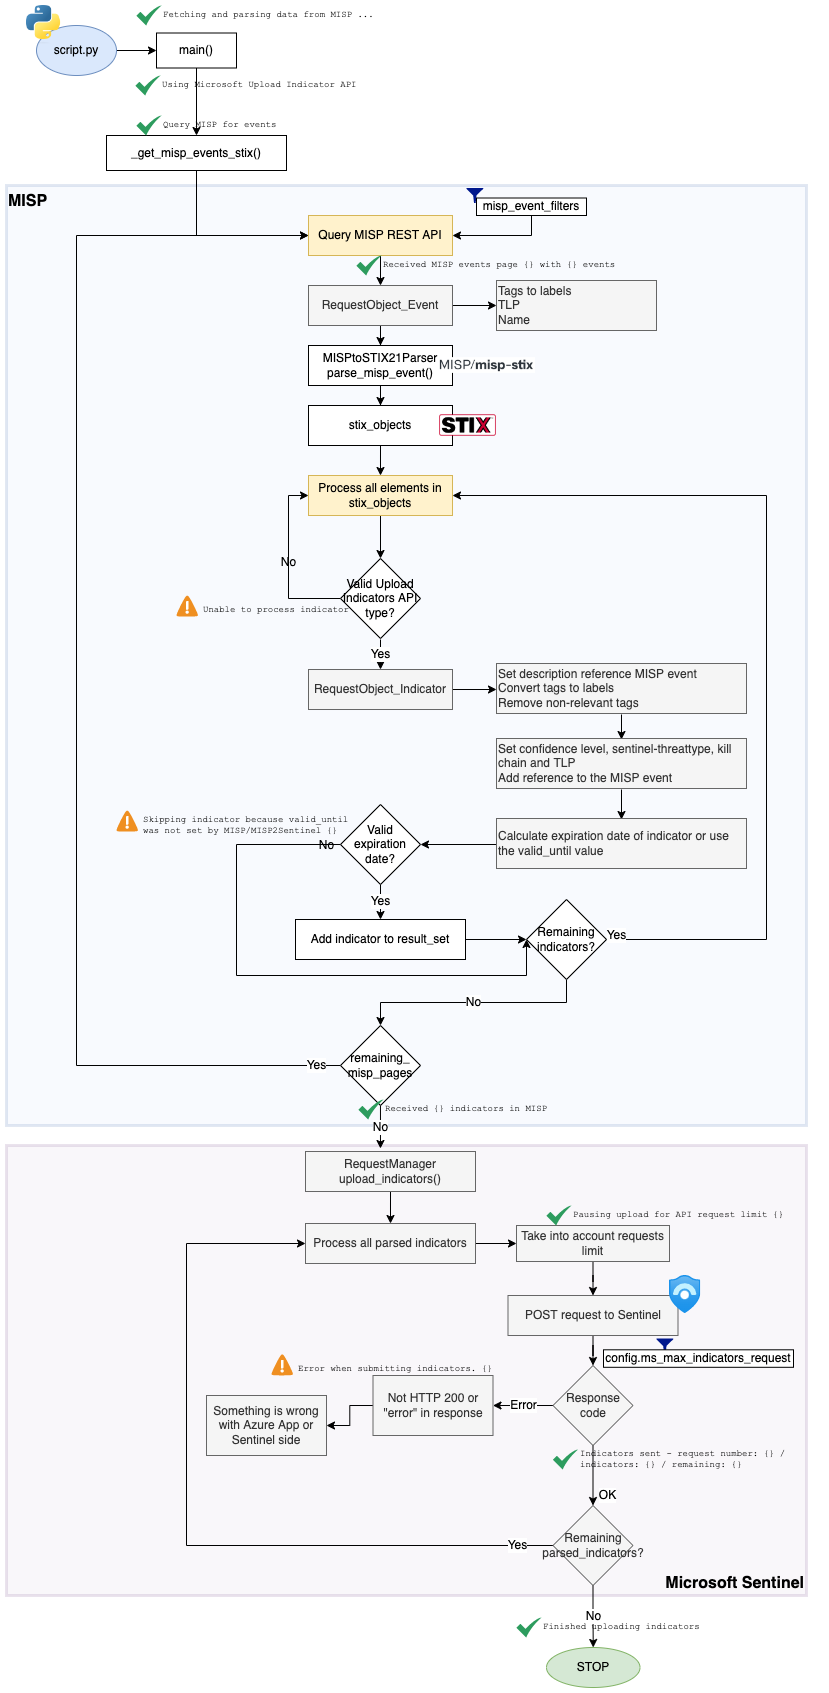 Fetching and parsing data from MISP ...
script.py
main()
Using Microsoft Upload Indicator API
Query MISP for events
_get_misp_events_stix()
MISP
misp_event_filters
Query MISP REST API
Received MISP events page {} with {} events
RequestObject_Event
Tags to labels
TLP
Name
MISPtoSTIX21Parser
parse_misp_event()
MISP/misp-stix
stix_objects
STIX
Process all elements in
stix_objects
No
Valid Upload
Indicators API
type?
Unable to process indicator
Yes
RequestObject_Indicator
Set description reference MISP event
Convert tags to labels
Remove non-relevant tags
Set confidence level, sentinel-threattype, kill
chain and TLP
Add reference to the MISP event
Skipping indicator because valid_until
was not set by MISP/MISP2Sentinel {}
Valid
expiration
date?
No
Calculate expiration date of indicator or use
the valid_until value
Yes
Add indicator to result_set
Remaining
indicators?
Yes
No
remaining_
misp_pages
Yes
Received {} indicators in MISP
No
RequestManager
upload_indicators()
Pausing upload for API request limit {}
Process all parsed indicators
Take into account requests
limit
POST request to Sentinel
config.ms_max_indicators_request
Error when submitting indicators. {}
Not HTTP 200 or
"error" in response
Error
Response
code
Something is wrong
with Azure App or
Sentinel side
Indicators sent - request number: {} /
indicators: {} / remaining: {}
OK
Remaining
parsed_indicators?
Yes
Microsoft Sentinel
No
Finished uploading indicators
STOP